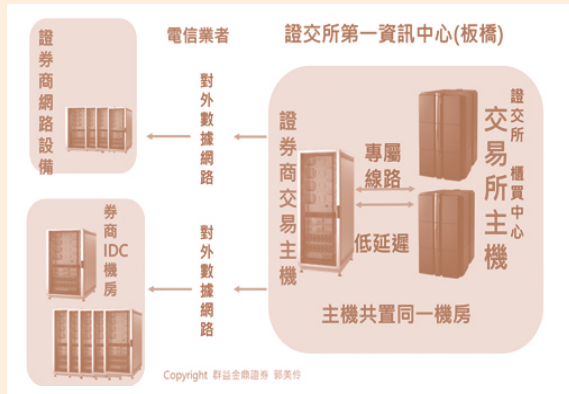 電信業者
證交所第一資訊中心(板橋)
證券商網路設備
對外數據網路
證券商交易主機
專屬
線路
低延遲
證交所 櫃買中心
交易所主機
主機共置同一機房
券商
IDC
機房
對外數據網路
Copyright 群益金鼎證券 郭美伶